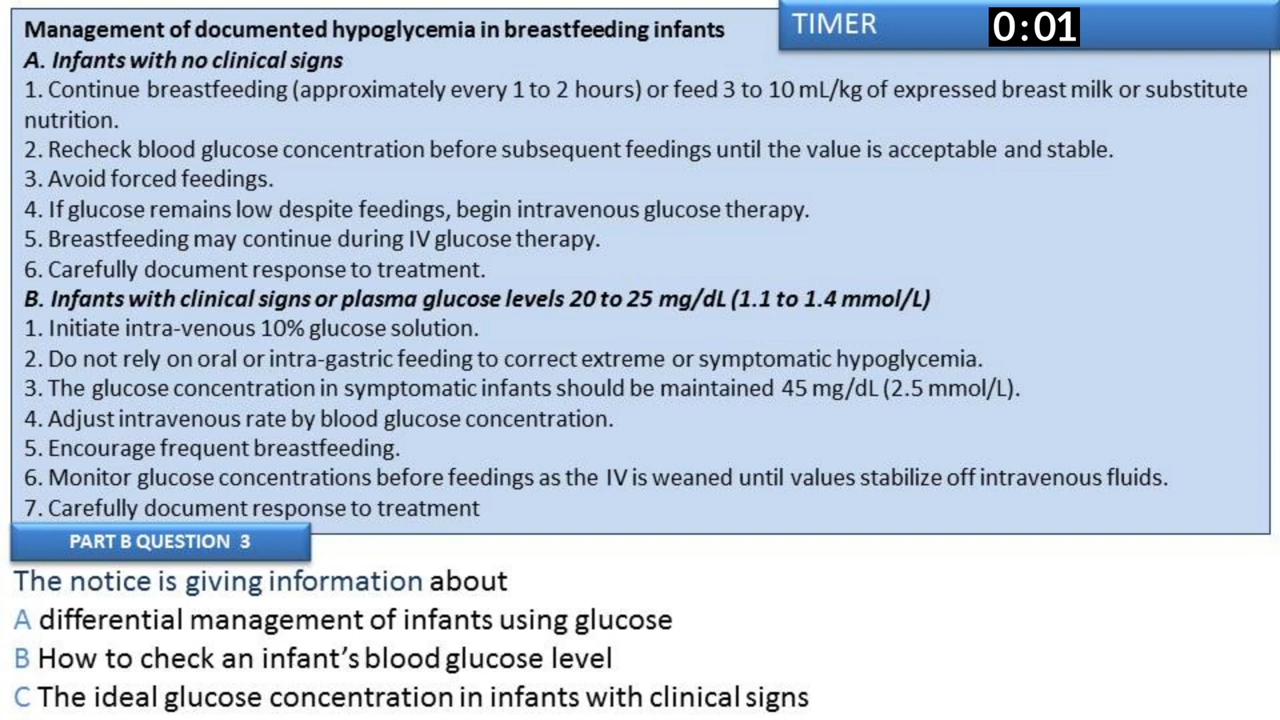 TIMER 0:01
Management of documented hypoglycemia in breastfeeding infants
A. Infants with no clinical signs
1. Continue breastfeeding (approximately every 1 to 2 hours) or feed 3 to 10 mL/kg of expressed breast milk or substitute
nutrition.
2. Recheck blood glucose concentration before subsequent feedings until the value is acceptable and stable.
3. Avoid forced feedings.
4. If glucose remains low despite feedings, begin intravenous glucose therapy.
5. Breastfeeding may continue during IV glucose therapy.
6. Carefully document response to treatment.
B. Infants with clinical signs or plasma glucose levels 20 to 25 mg/dL (1.1 to 1.4 mmol/L)
1. Initiate intra-venous 10% glucose solution.
2. Do not rely on oral or intra-gastric feeding to correct extreme or symptomatic hypoglycemia.
3. The glucose concentration in symptomatic infants should be maintained 45 mg/dL (2.5 mmol/L).
4. Adjust intravenous rate by blood glucose concentration.
5. Encourage frequent breastfeeding.
6. Monitor glucose concentrations before feedings as the IV is weaned until values stabilize off intravenous fluids.
7. Carefully document response to treatment
PART B QUESTION 3
The notice is giving information about
A differential management of infants using glucose
B How to check an infant's blood glucose level
C The ideal glucose concentration in infants with clinical signs